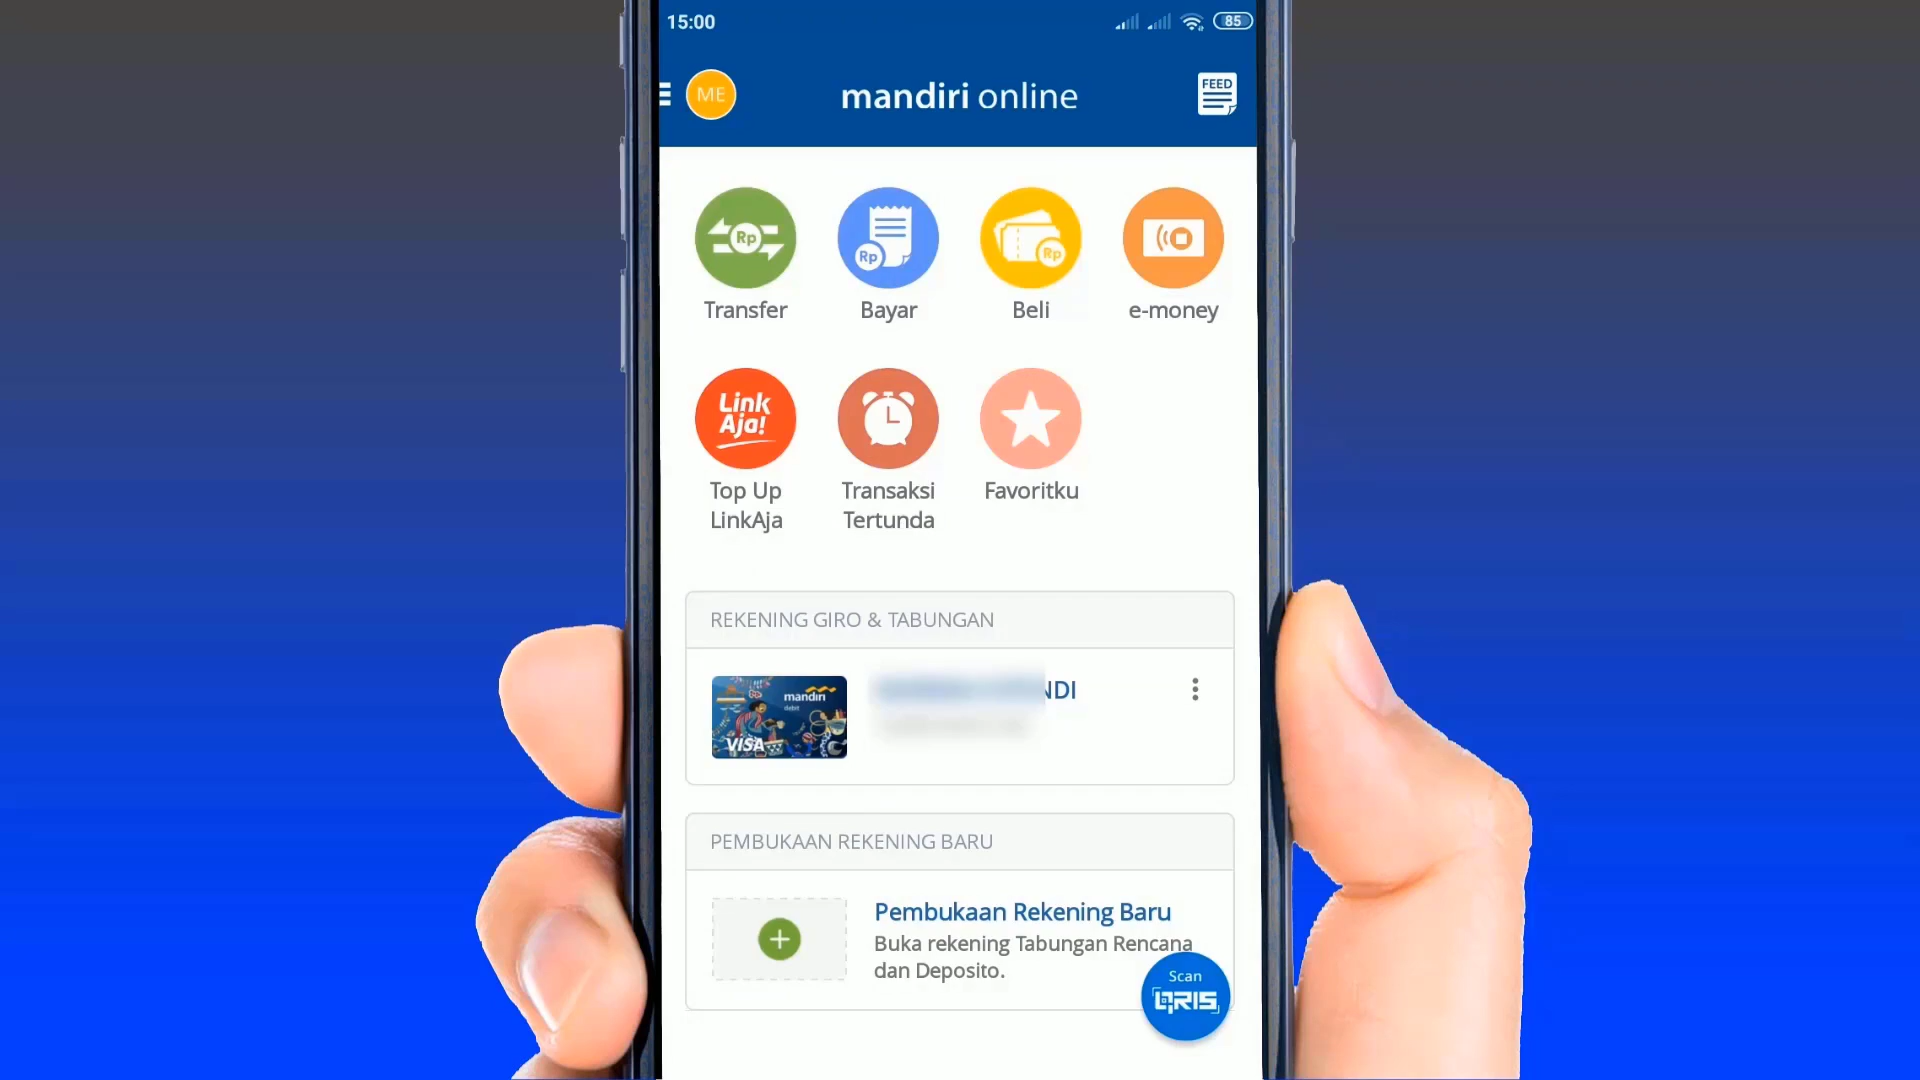 15:00
85
ME
mandiri online
FEED
Rp
Rp
Rp
Transfer
Bayar
Beli
e-money
Link
Aja!
Top Up
LinkAja
Transaksi
Tertunda
Favoritku
REKENING GIRO & TABUNGAN
mandiri
debit
VISA
NDI
PEMBUKAAN REKENING BARU
Pembukaan Rekening Baru
Buka rekening Tabungan Rencana
dan Deposito.
Scan
QRIS